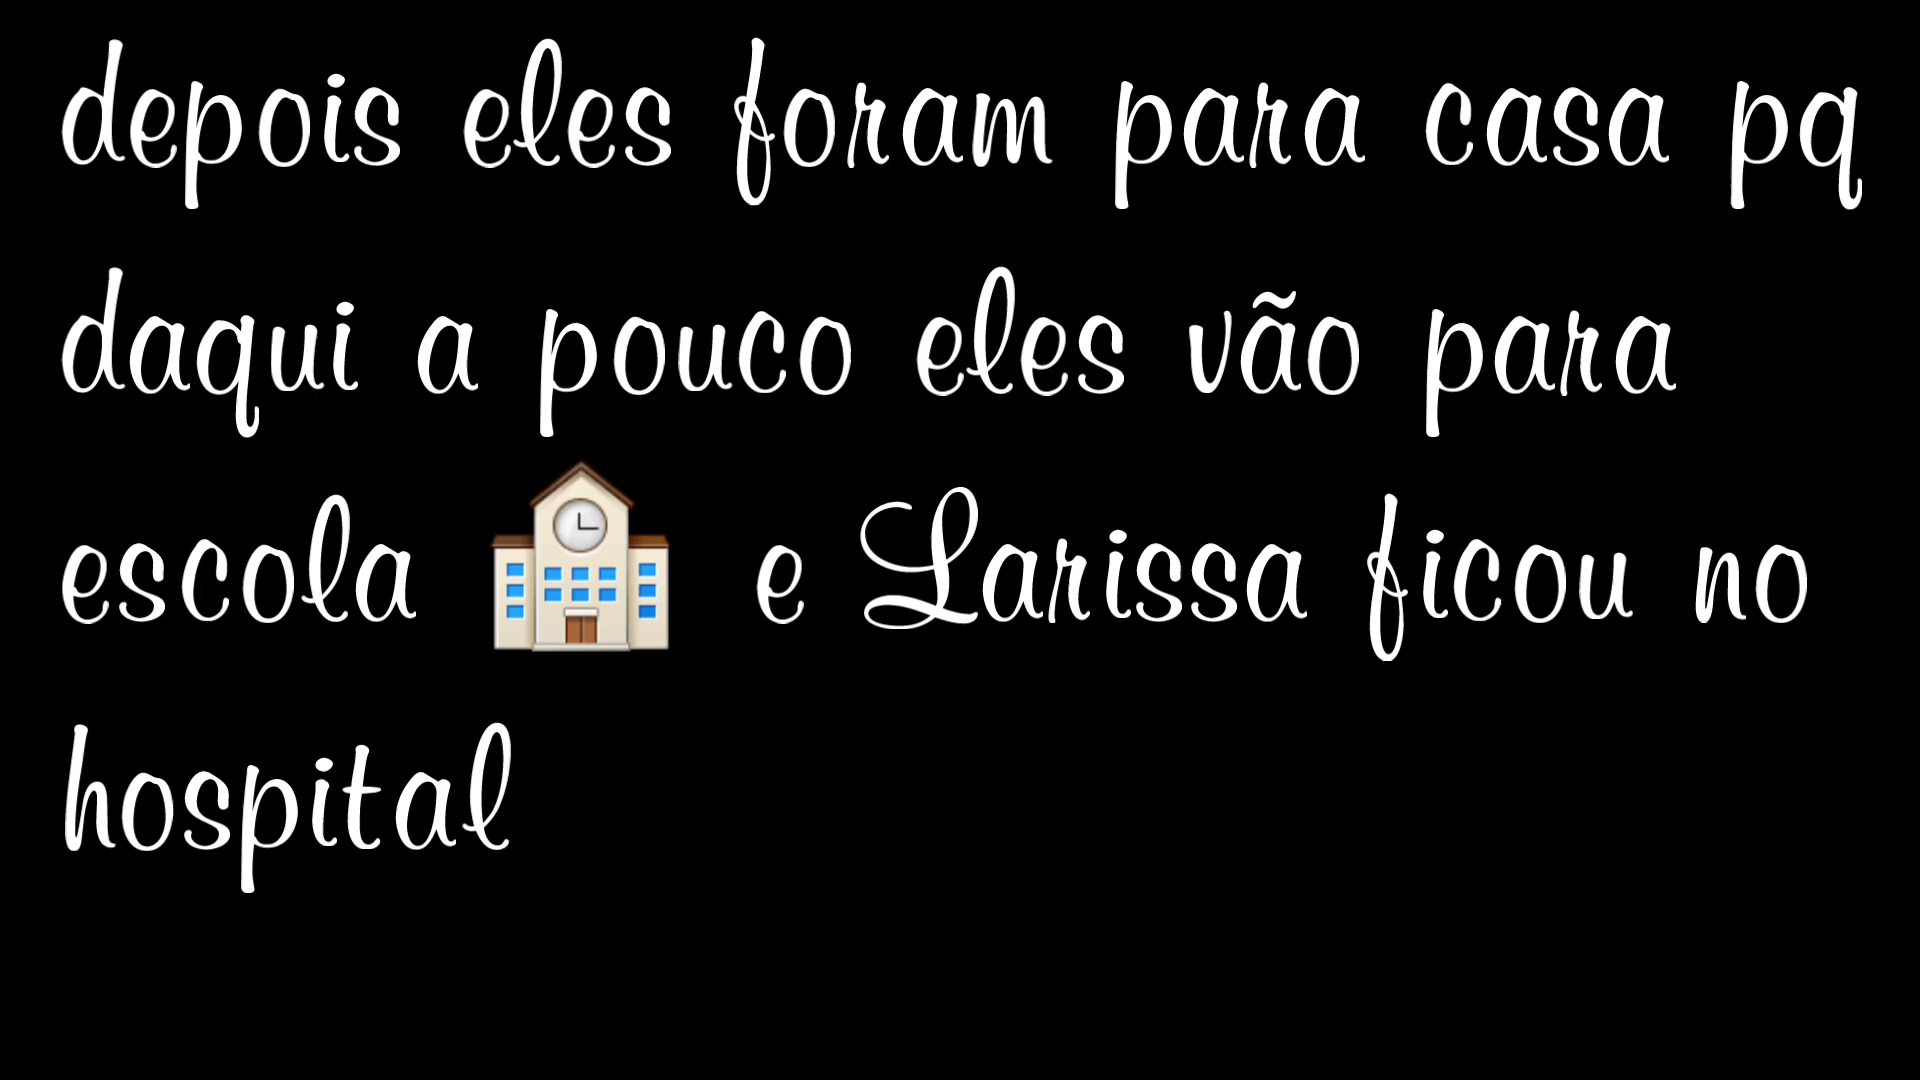 depois eles foram para casa pq
daqui a pouco eles vão para
escola 🏫 e Larissa ficou no
hospital